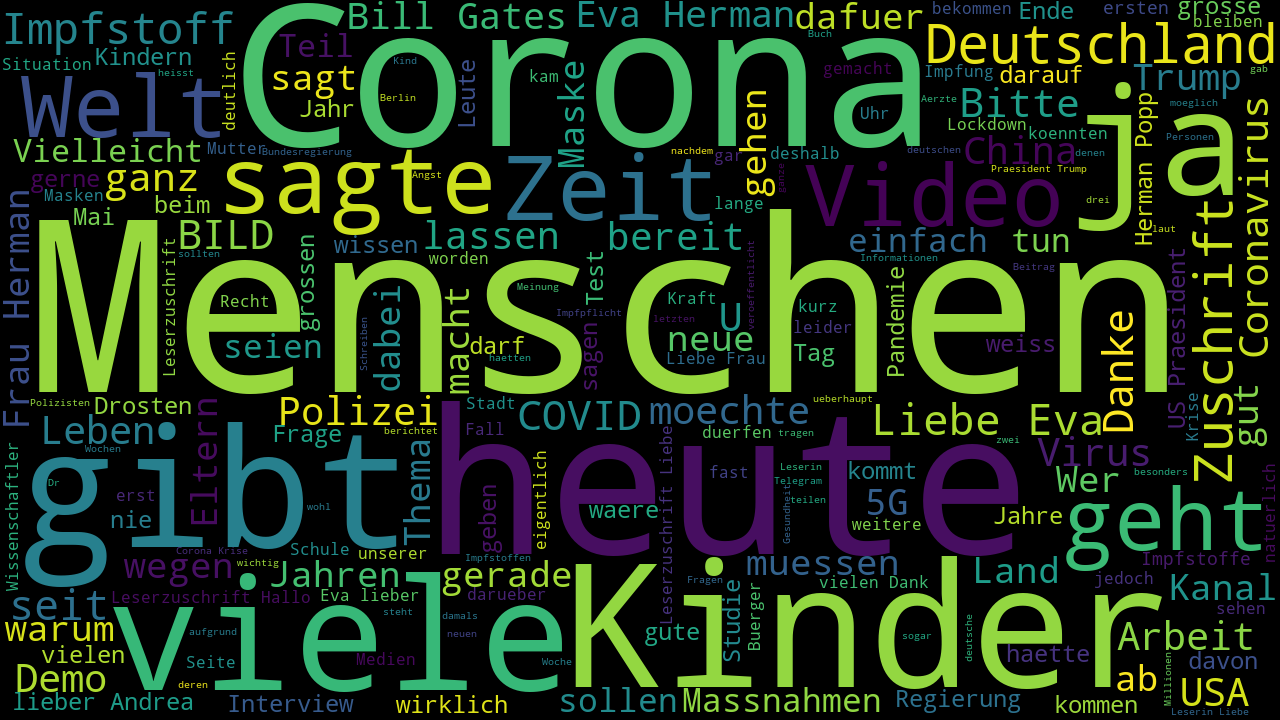 Impfstoff
Bill Gates
Eva Herman
dafuer
bekommen
Ende
ersten
grosse
bleiben
Situation
Kindern
heisst
deutlich
Teil
sagt
Jahr
Corona
Kind
Berlin
kam
Leute
Maske
Buch
gemacht
Uhr
Deutschland
Impfung
darauf
Trump
gab
Welt
Aerzte
Bitte
moeglich
Lockdown
koennten
Personen
Vielleicht
Mutter
Bundesregierung
nachdem
gar
gehen
deshalb
deutschen
China
denen
Herman Popp
ja
Coronavirus
gerne
ganz
Masken
Mai
beim
sagte
Angst
Zeit
lange
ganze
Video
Praesident Trump
drei
laut
Frau Herman
BILD
sollten
Leserzuschrift
grossen
wissen
lassen
worden
bereit
einfach
tun
Informationen
Beitrag
zuschrift
US Praesident
Menschen
Recht
Meinung
Test
Impfpflicht
Kraft
letzten
U
veroeffentlicht
kurz
leider
Pandemie
seien
Schreiben
dabei
macht
darf
haetten
sagen
neue
Liebe Frau
Tag
weiss
Danke
Polizisten
Drosten
Polizei
ueberhaupt
Stadt
COVID
moechte
Liebe Eva
Krise
gut
Leben
Wochen
Eltern
Frage
berichtet
Thema
Fall
duerfen
tragen
zwei
Virus
Wissenschaftler
gibt
heute
Dr
erst
nie
wohl
geben
eigentlich
fast
Leserin
Telegram
teilen
Gesundheit
kommt
5G
weitere
Wer
besonders
Jahre
geht
natuerlich
waere
Leserzuschrift Liebe
Corona Krise
wichtig
Schule
unserer
Impfstoffen
wegen
Jahren
gerade
Fragen
muessen
vielen Dank
Land
Impfstoffe
jedoch
Kanal
seit
Leserzuschrift Hallo
Eva lieber
darueber
Studie
Buerger
sehen
viele
Kinder
steht
damals
warum
aufgrund
neuen
gute
sogar
deutsche
haette
Arbeit
vielen
Seite
Medien
Woche
davon
Millionen
Demo
deren
ab
USA
lieber Andrea
Interview
wirklich
sollen
Massnahmen
Regierung
kommen
Leserin Liebe